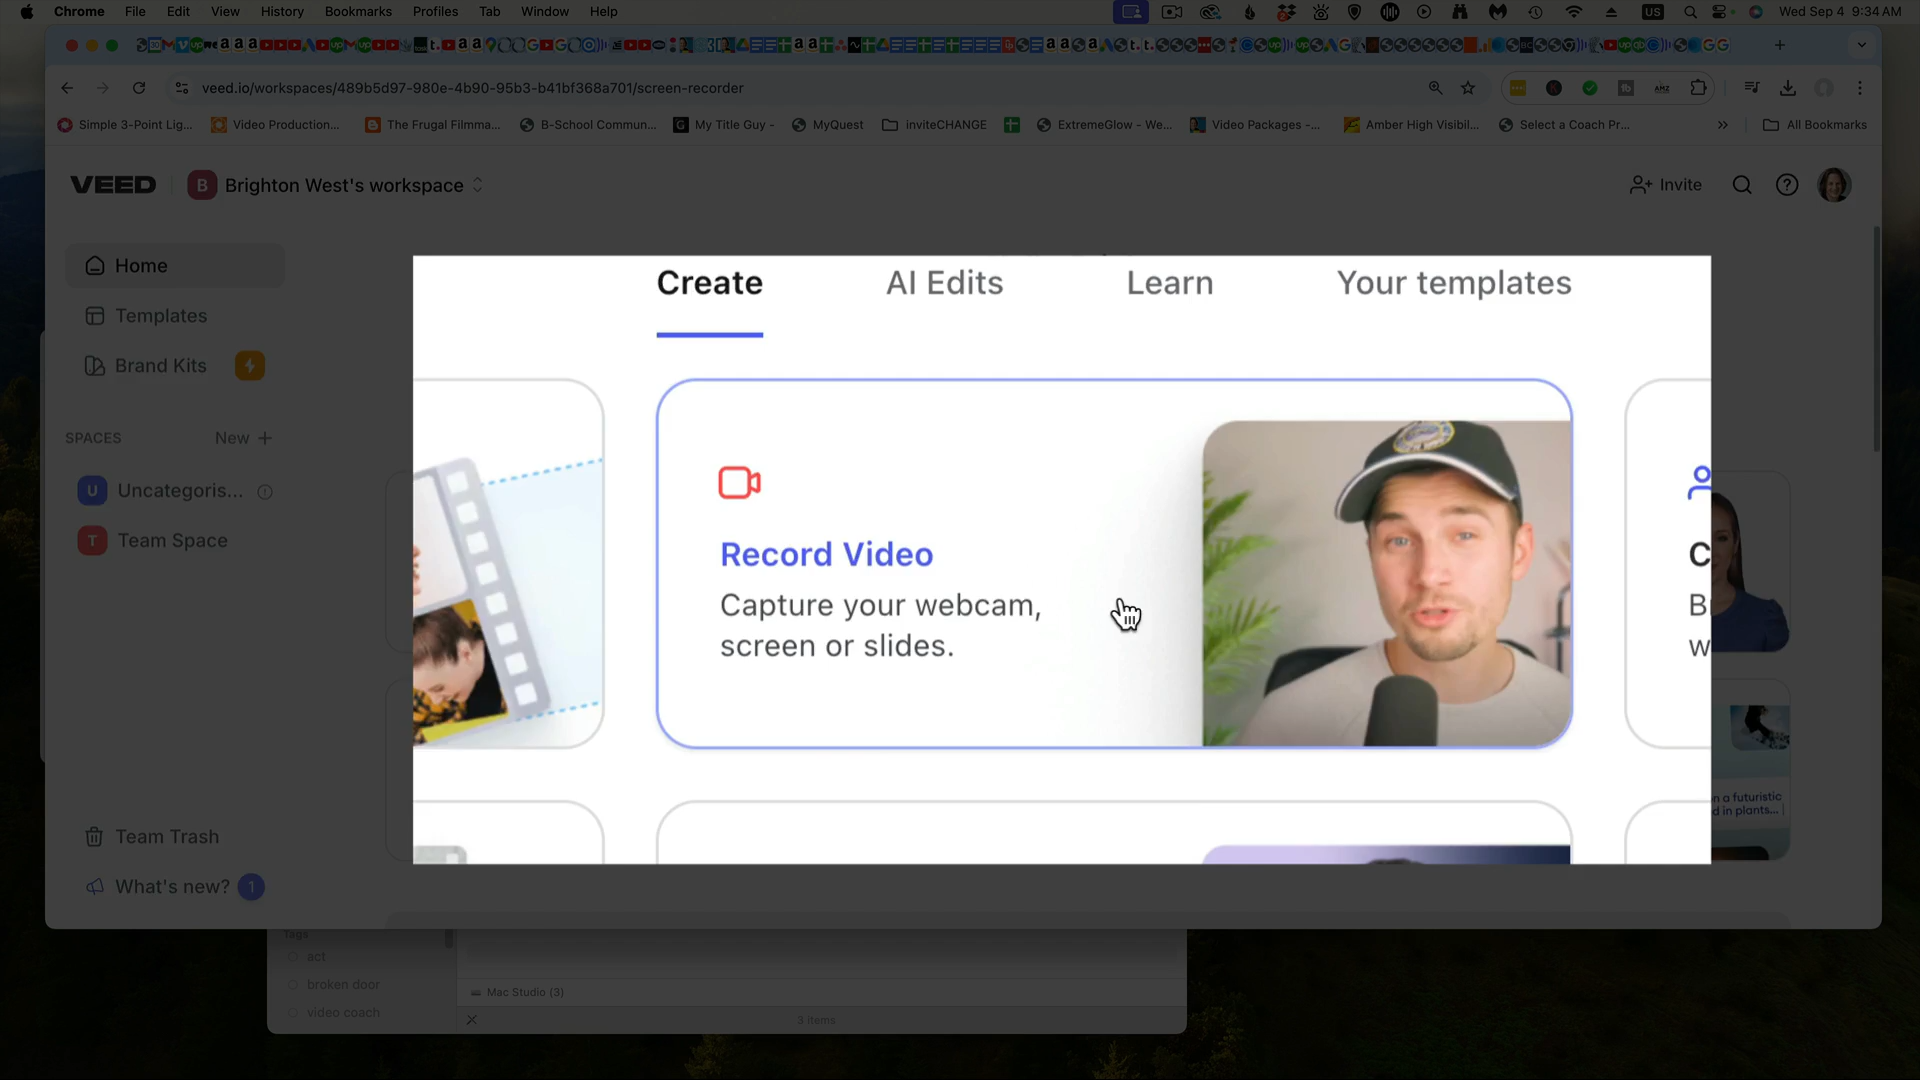 Chrome File Edit View History Bookmarks Profiles Tab Window Help
US
Wed Sep 4 9:34 AM
veed.io/workspaces/489b5d97-980e-4b90-95b3-b41bf368a701/screen-recorder
Simple 3-Point Lig... Video Production... The Frugal Filmma... B-School Commun... My Title Guy - MyQuest inviteCHANGE ExtremeGlow - We... Video Packages -... Amber High Visibil... Select a Coach Pr... » All Bookmarks
VEED B Brighton West's workspace
Invite
Home
Templates
Brand Kits
SPACES New +
U Uncategoris...
T Team Space
Team Trash
What's new? 1
Create AI Edits Learn Your templates
Record Video
Capture your webcam,
screen or slides.
C
B
w
n a futuristic
d in plants...
Tags
act
broken door
video coach
Mac Studio (3)
3 items